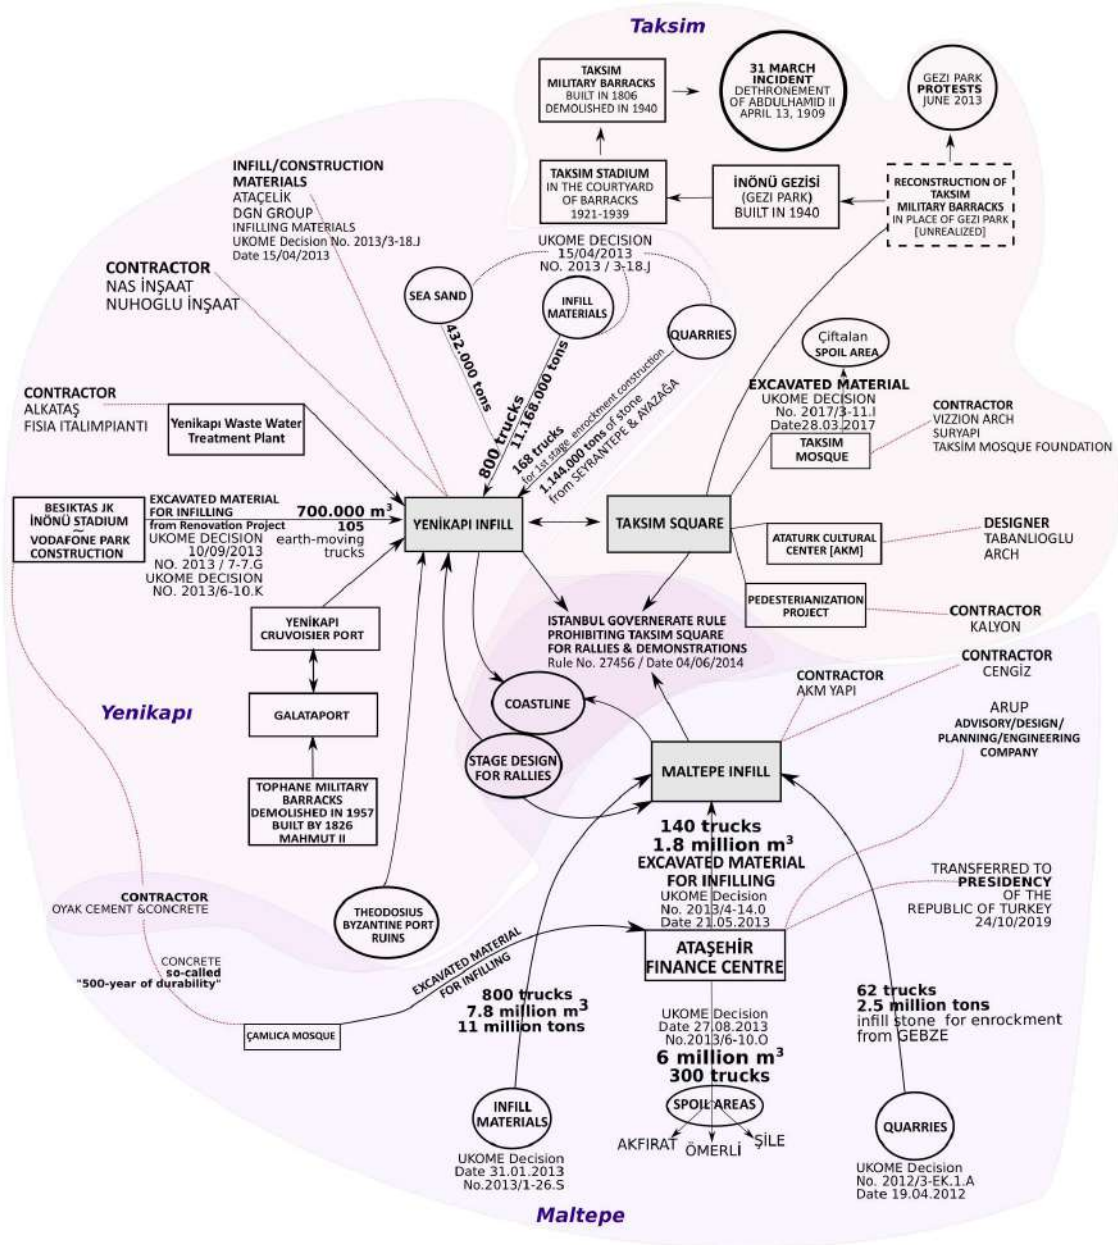 Taksim
TAKSIM
MILITARY BARRACKS
BUILT IN 1806
DEMOLISHED IN 1940
31 MARCH
INCIDENT
DETHRONEMENT
OF ABDULHAMID II
APRIL 13, 1909
GEZI PARK
PROTESTS
JUNE 2013
TAKSIM STADIUM
IN THE COURTYARD
OF BARRACKS
1921-1939
İNÖNÜ GEZİSİ
(GEZI PARK)
BUILT IN 1940
RECONSTRUCTION OF
TAKSIM
MILITARY BARRACKS
IN PLACE OF GEZI PARK
[UNREALIZED]
INFILL/CONSTRUCTION
MATERIALS
ATAÇELİK
DGN GROUP
INFILLING MATERIALS
UKOME Decision No. 2013/3-18.J
Date 15/04/2013
UKOME DECISION
15/04/2013
NO. 2013 / 3-18.J
CONTRACTOR
NAS İNŞAAT
NUHOGLU İNŞAAT
SEA SAND
INFILL
MATERIALS
QUARRIES
432.000 tons
800 trucks
11.168.000 tons
168 trucks
for 1st stage enrockment construction
1.144.000 tons of stone
from SEYRANTEPE & AYAZAĞA
Çiftalan
SPOIL AREA
EXCAVATED MATERIAL
UKOME DECISION
No. 2017/3-11.I
Date28.03.2017
TAKSIM
MOSQUE
CONTRACTOR
VIZZION ARCH
SURYAPI
TAKSİM MOSQUE FOUNDATION
CONTRACTOR
ALKATAŞ
FISIA ITALIMPIANTI
Yenikapı Waste Water
Treatment Plant
BESIKTAS JK
İNÖNÜ STADIUM
~
VODAFONE PARK
CONSTRUCTION
EXCAVATED MATERIAL
FOR INFILLING
from Renovation Project
UKOME DECISION
10/09/2013
NO. 2013 / 7-7.G
UKOME DECISION
NO. 2013/6-10.K
700.000 m³
105
earth-moving
trucks
YENİKAPI INFILL
TAKSIM SQUARE
ATATURK CULTURAL
CENTER [AKM]
DESIGNER
TABANLIOGLU
ARCH
PEDESTERIANIZATION
PROJECT
CONTRACTOR
KALYON
YENİKAPI
CRUVOISIER PORT
ISTANBUL GOVERNERATE RULE
PROHIBITING TAKSIM SQUARE
FOR RALLIES & DEMONSTRATIONS
Rule No. 27456 / Date 04/06/2014
CONTRACTOR
CENGİZ
CONTRACTOR
AKM YAPI
Yenikapı
GALATAPORT
COASTLINE
ARUP
ADVISORY/DESIGN/
PLANNING/ENGINEERING
COMPANY
STAGE DESIGN
FOR RALLIES
MALTEPE INFILL
TOPHANE MILITARY
BARRACKS
DEMOLISHED IN 1957
BUILT BY 1826
MAHMUT II
140 trucks
1.8 million m³
EXCAVATED MATERIAL
FOR INFILLING
UKOME Decision
No. 2013/4-14.0
Date 21.05.2013
TRANSFERRED TO
PRESIDENCY
OF THE
REPUBLIC OF TURKEY
24/10/2019
CONTRACTOR
OYAK CEMENT &CONCRETE
THEODOSIUS
BYZANTINE PORT
RUINS
ATAŞEHİR
FINANCE CENTRE
CONCRETE
so-called
"500-year of durability"
EXCAVATED MATERIAL
FOR INFILLING
ÇAMLICA MOSQUE
800 trucks
7.8 million m³
11 million tons
UKOME Decision
Date 27.08.2013
No.2013/6-10.O
6 million m³
300 trucks
62 trucks
2.5 million tons
infill stone for enrockment
from GEBZE
INFILL
MATERIALS
UKOME Decision
Date 31.01.2013
No.2013/1-26.S
SPOIL AREAS
AKFIRAT
ÖMERLİ
ŞİLE
QUARRIES
UKOME Decision
No. 2012/3-EK.1.A
Date 19.04.2012
Maltepe